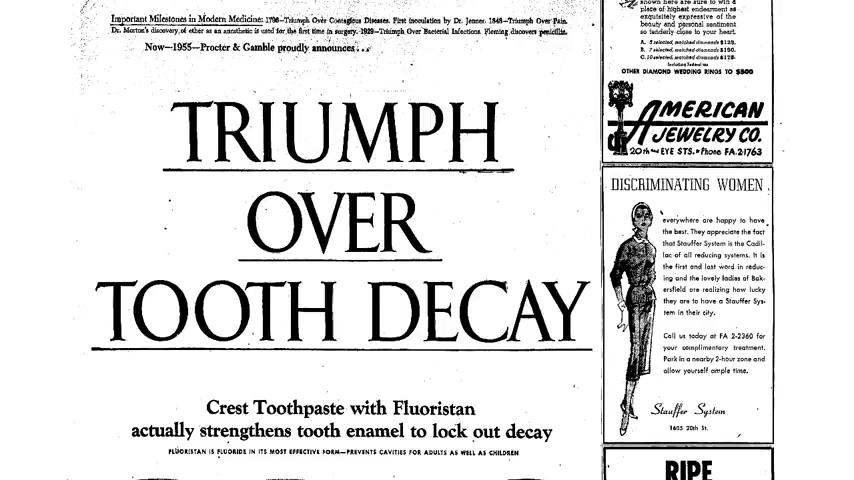 Important Milestones in Modern Medicine: 1796—Triumph Over Contagious Diseases. First inoculation by Dr. Jenner. 1848—Triumph Over Pain.
Dr. Morton's discovery of ether as an anesthetic is used for the first time in surgery. 1929—Triumph Over Bacterial Infections. Fleming discovers penicillin.
Now—1955—Procter & Gamble proudly announces...
TRIUMPH
OVER
TOOTH DECAY
Crest Toothpaste with Fluoristan
actually strengthens tooth enamel to lock out decay
FLUORISTAN IS FLUORIDE IN ITS MOST EFFECTIVE FORM—PREVENTS CAVITIES FOR ADULTS AS WELL AS CHILDREN
shown here are sure to win a
place of highest endorsement as
exquisitely expressive of the
beauty and personal sentiment
so tenderly close to your heart.
A. 5 selected, matched diamonds $125.
B. 7 selected, matched diamonds $150.
C. 10 selected, matched diamonds $175.
Including Federal tax
OTHER DIAMOND WEDDING RINGS TO $500
AMERICAN
JEWELRY CO.
20th and EYE STS. • Phone FA. 2-1763
DISCRIMINATING WOMEN
everywhere are happy to have
the best. They appreciate the fact
that Stauffer System is the Cadil-
lac of all reducing systems. It is
the first and last word in reduc-
ing and the lovely ladies of Bak-
ersfield are realizing how lucky
they are to have a Stauffer Sys-
tem in their city.
Call us today at FA 2-2360 for
your complimentary treatment.
Park in a nearby 2-hour zone and
allow yourself ample time.
Stauffer System
1605 20th St.
RIPE